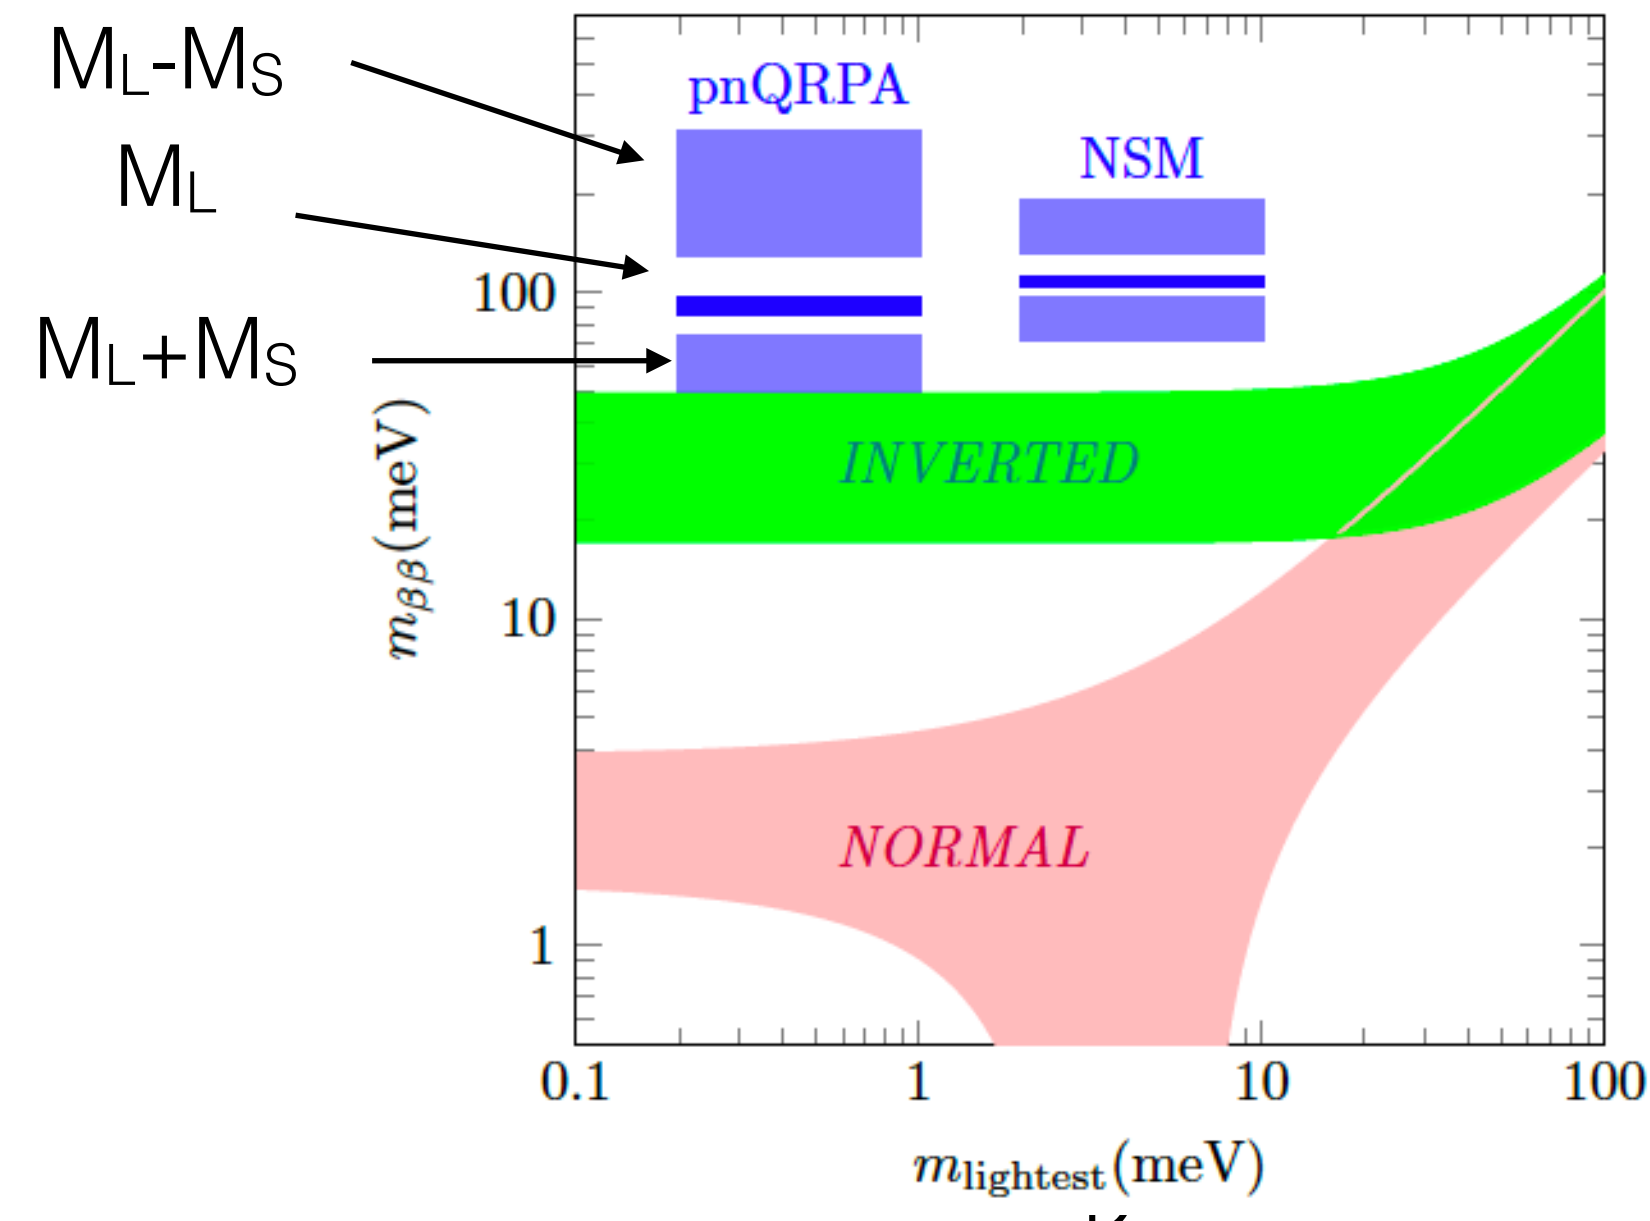 ML-MS
pnQRPA
ML
NSM
100
ML+MS
mββ(meV)
INVERTED
10
NORMAL
1
0.1 1 10 100
mlightest(meV)